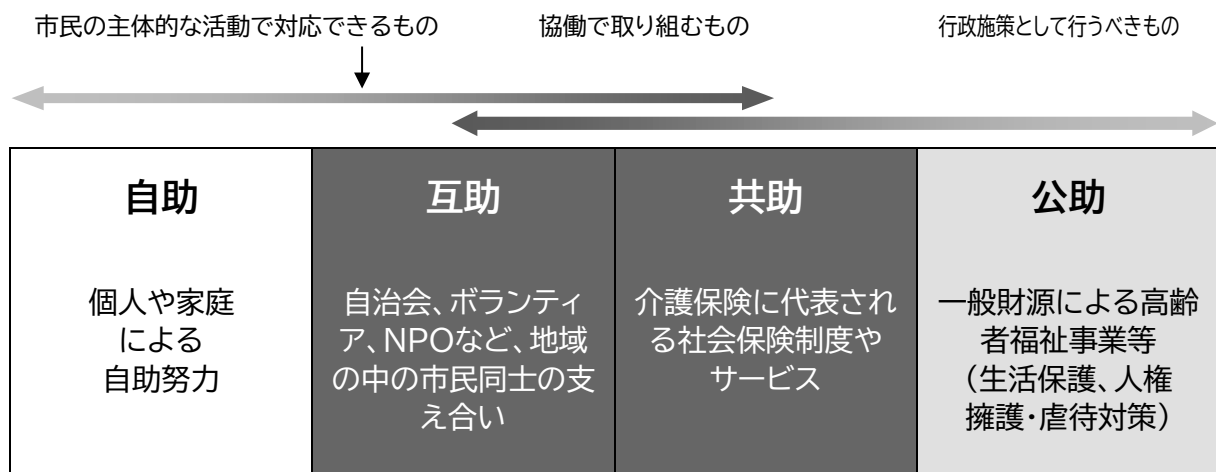 市民の主体的な活動で対応できるもの
協働で取り組むもの
行政施策として行うべきもの
自助
個人や家庭
による
自助努力
互助
自治会、ボランティ
ア、NPOなど、地域
の中の市民同士の支
え合い
共助
介護保険に代表され
る社会保険制度や
サービス
公助
一般財源による高齢
者福祉事業等
（生活保護、人権
擁護・虐待対策）